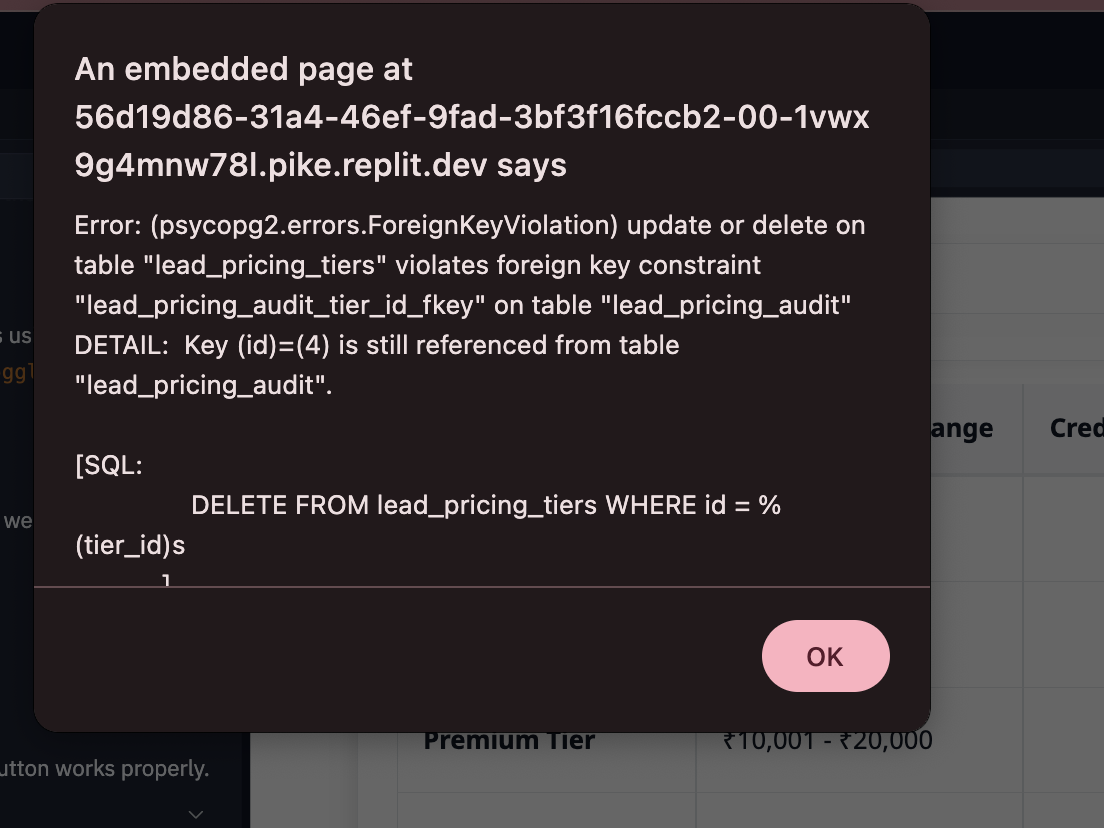 An embedded page at
56d19d86-31a4-46ef-9fad-3bf3f16fccb2-00-1vwx
9g4mnw78l.pike.replit.dev says
Error: (psycopg2.errors.ForeignKeyViolation) update or delete on
table "lead_pricing_tiers" violates foreign key constraint
"lead_pricing_audit_tier_id_fkey" on table "lead_pricing_audit"
DETAIL:  Key (id)=(4) is still referenced from table
"lead_pricing_audit".
[SQL:
DELETE FROM lead_pricing_tiers WHERE id = %
(tier_id)s
]
OK
s us
ggl
we
utton works properly.
ange
Cred
Premium Tier
₹10,001 - ₹20,000